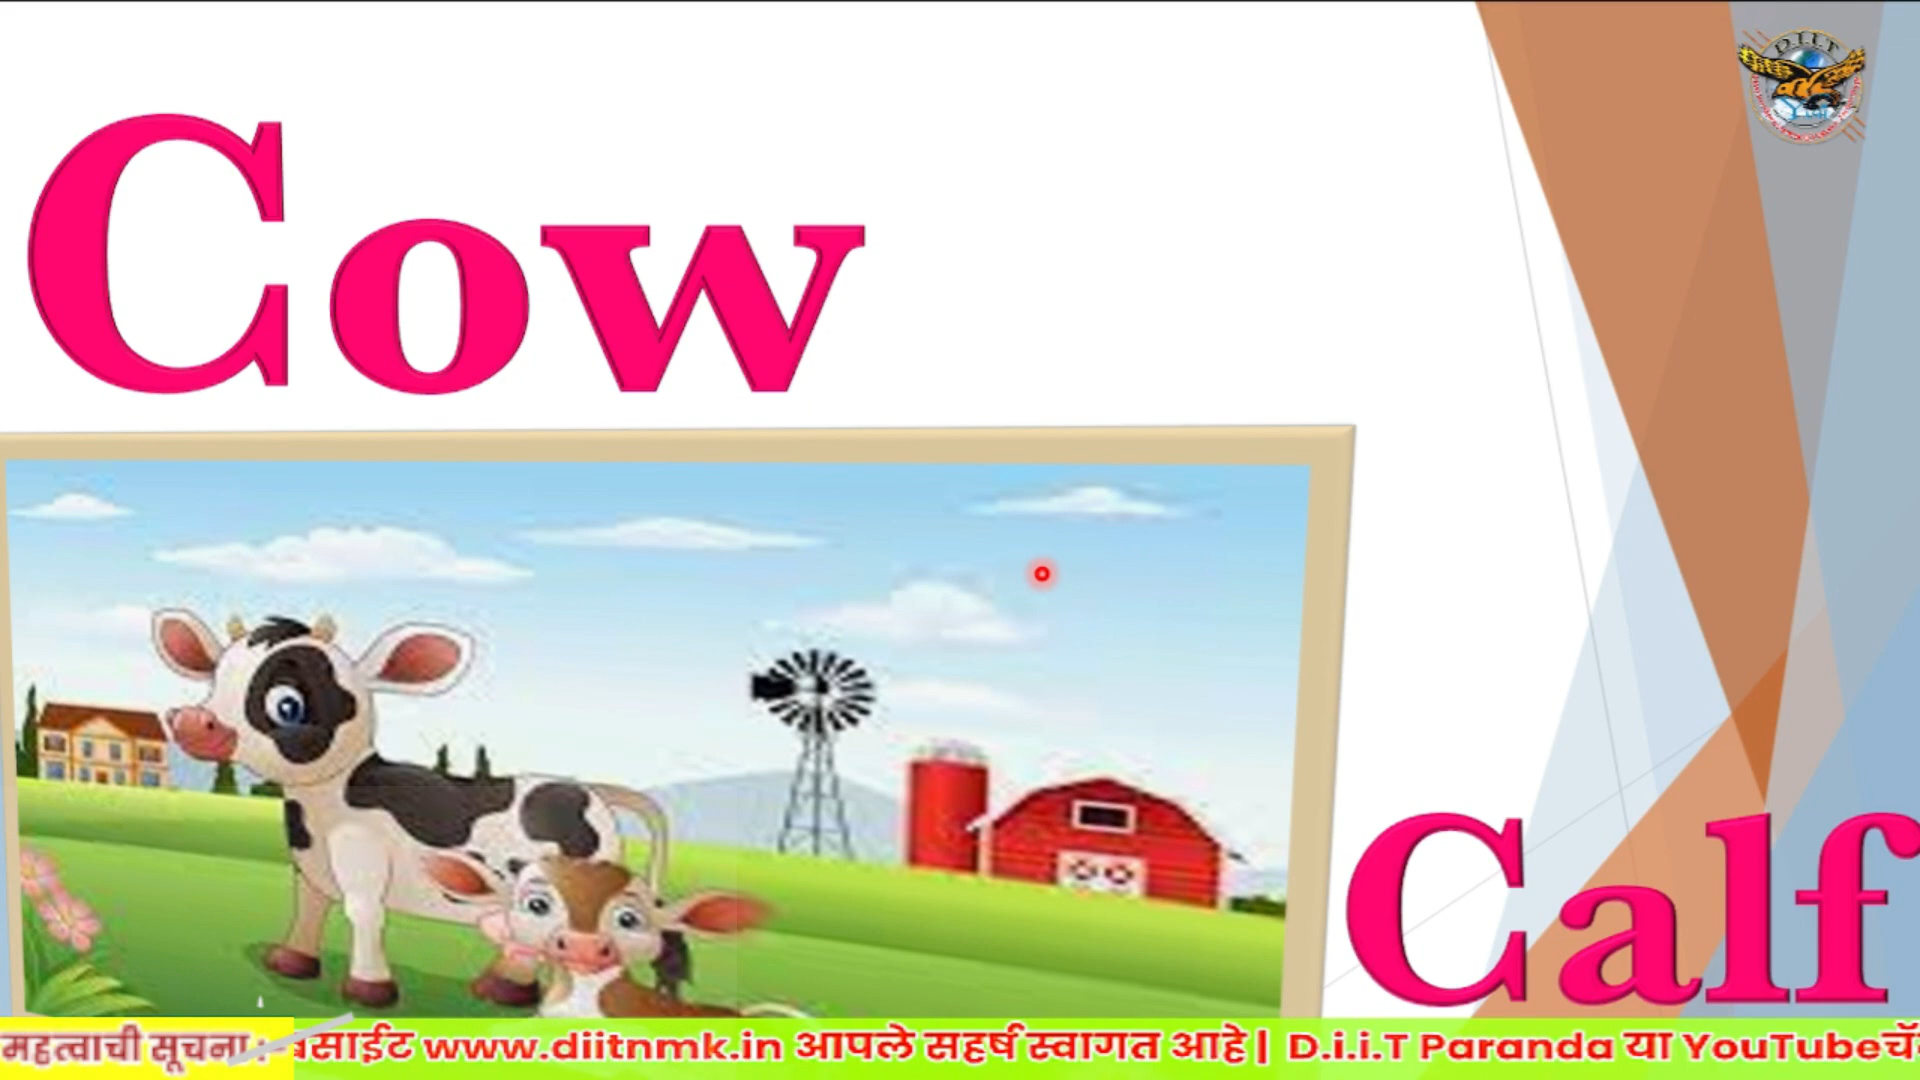 D.I.I.T
Cow
Calf
महत्वाची सूचना :- बसाईट www.diitnmk.in आपले सहर्ष स्वागत आहे | D.i.i.T Paranda या YouTube